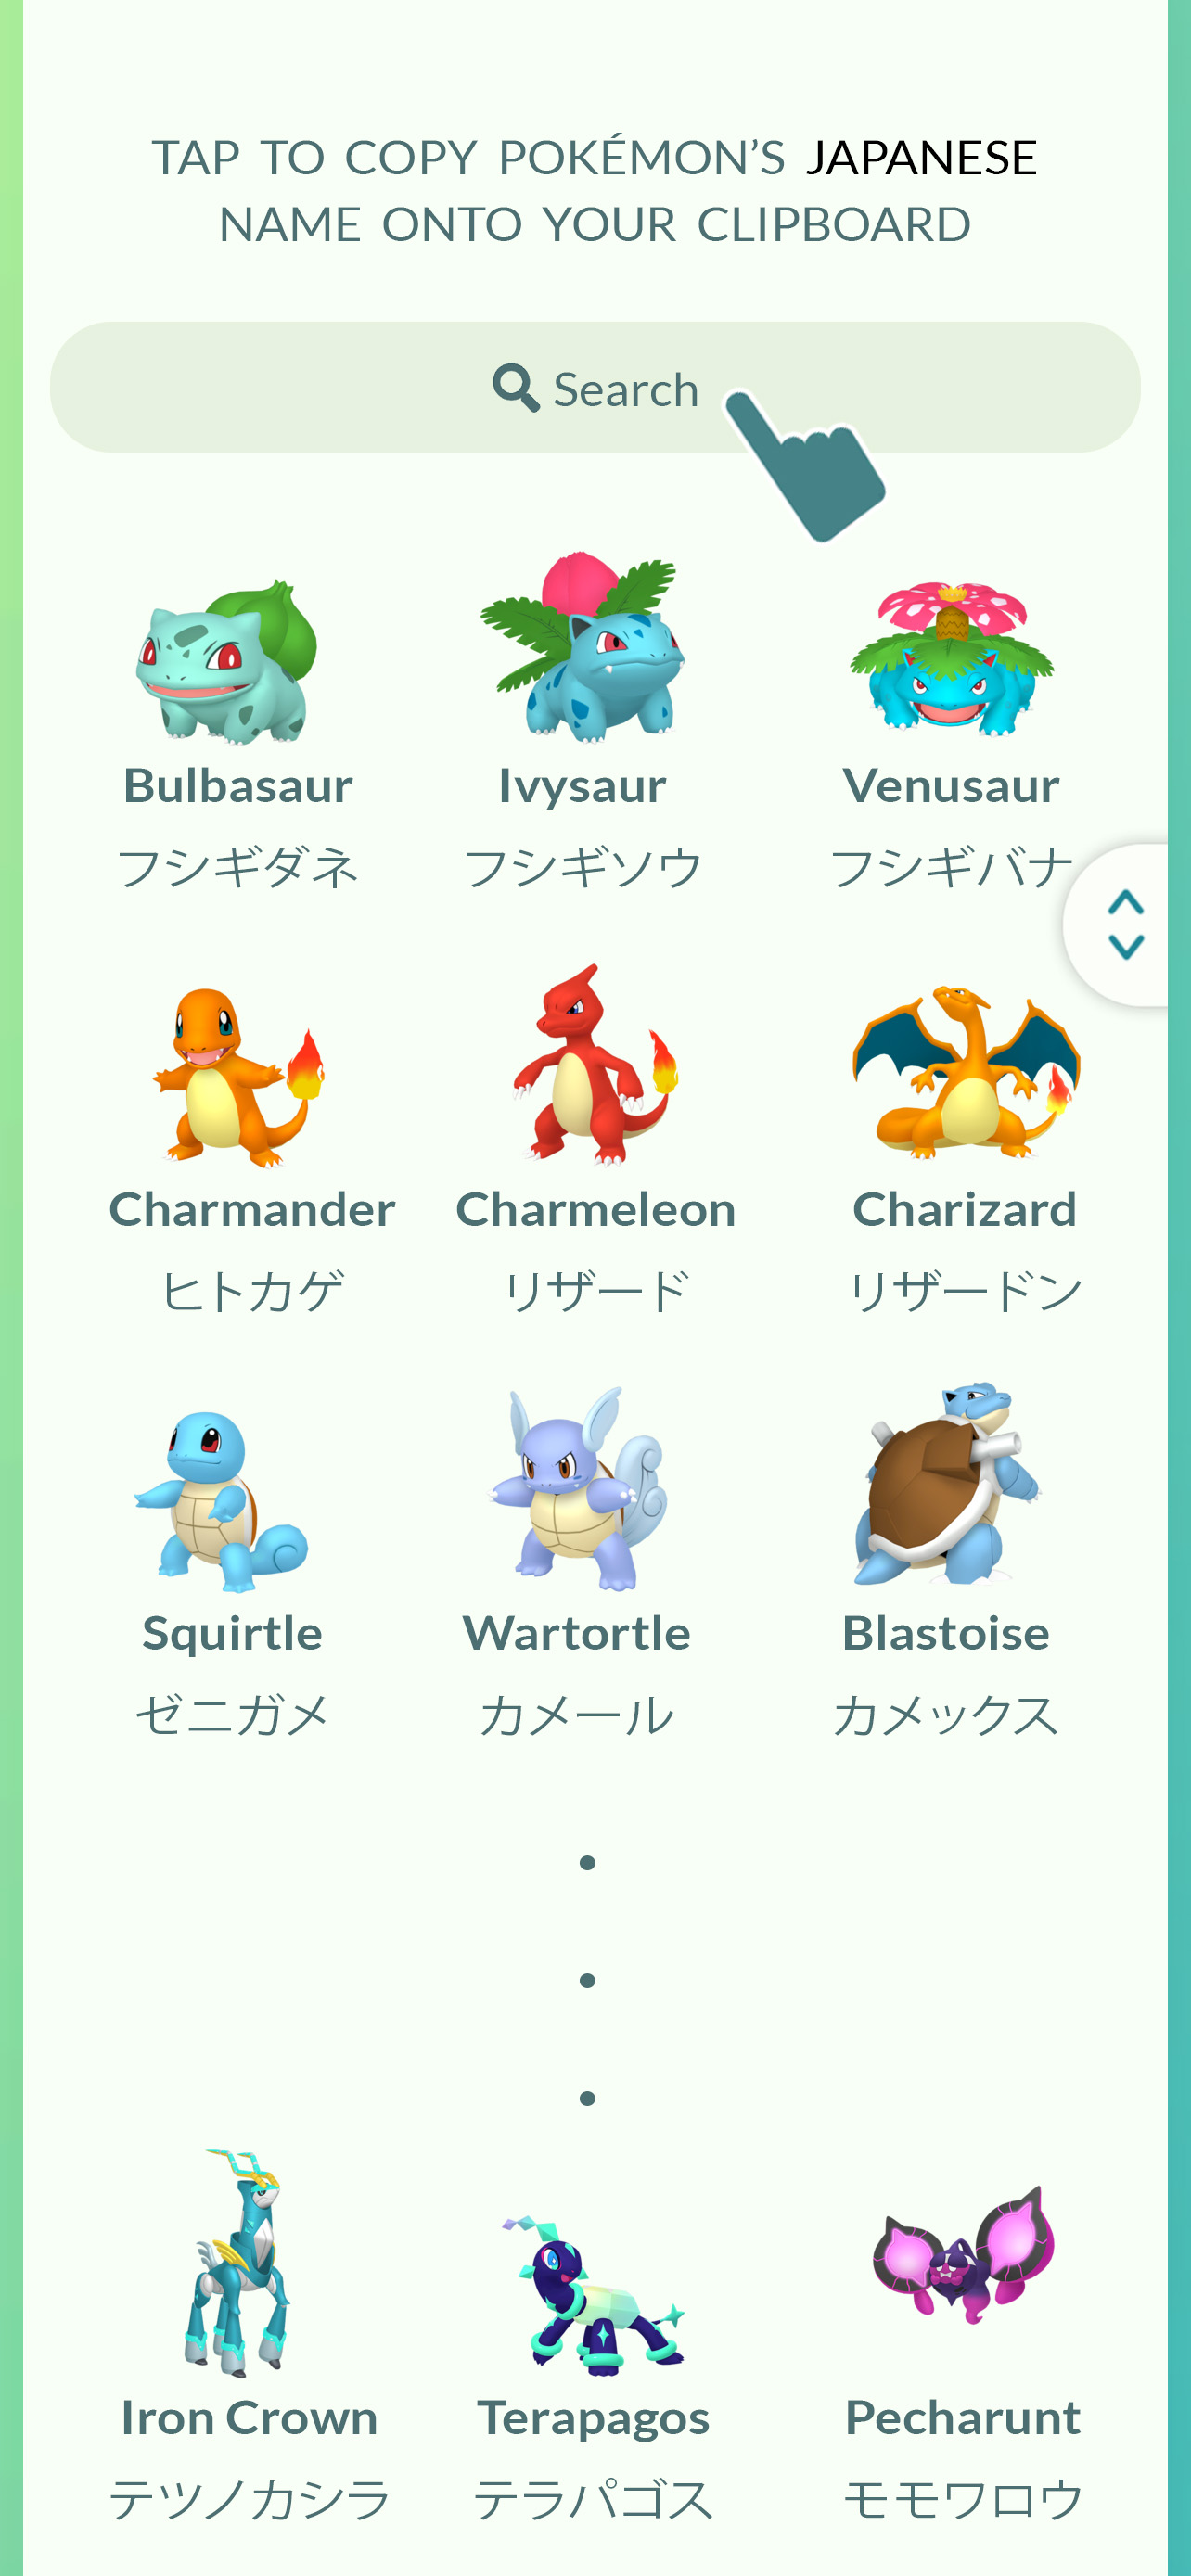 TAP TO COPY POKÉMON’S JAPANESE
NAME ONTO YOUR CLIPBOARD
Search
Bulbasaur Ivysaur Venusaur
フシギダネ フシギソウ フシギバナ
Charmander Charmeleon Charizard
ヒトカゲ リザード リザードン
Squirtle Wartortle Blastoise
ゼニガメ カメール カメックス
Iron Crown Terapagos Pecharunt
テツノカシラ テラパゴス モモワロウ